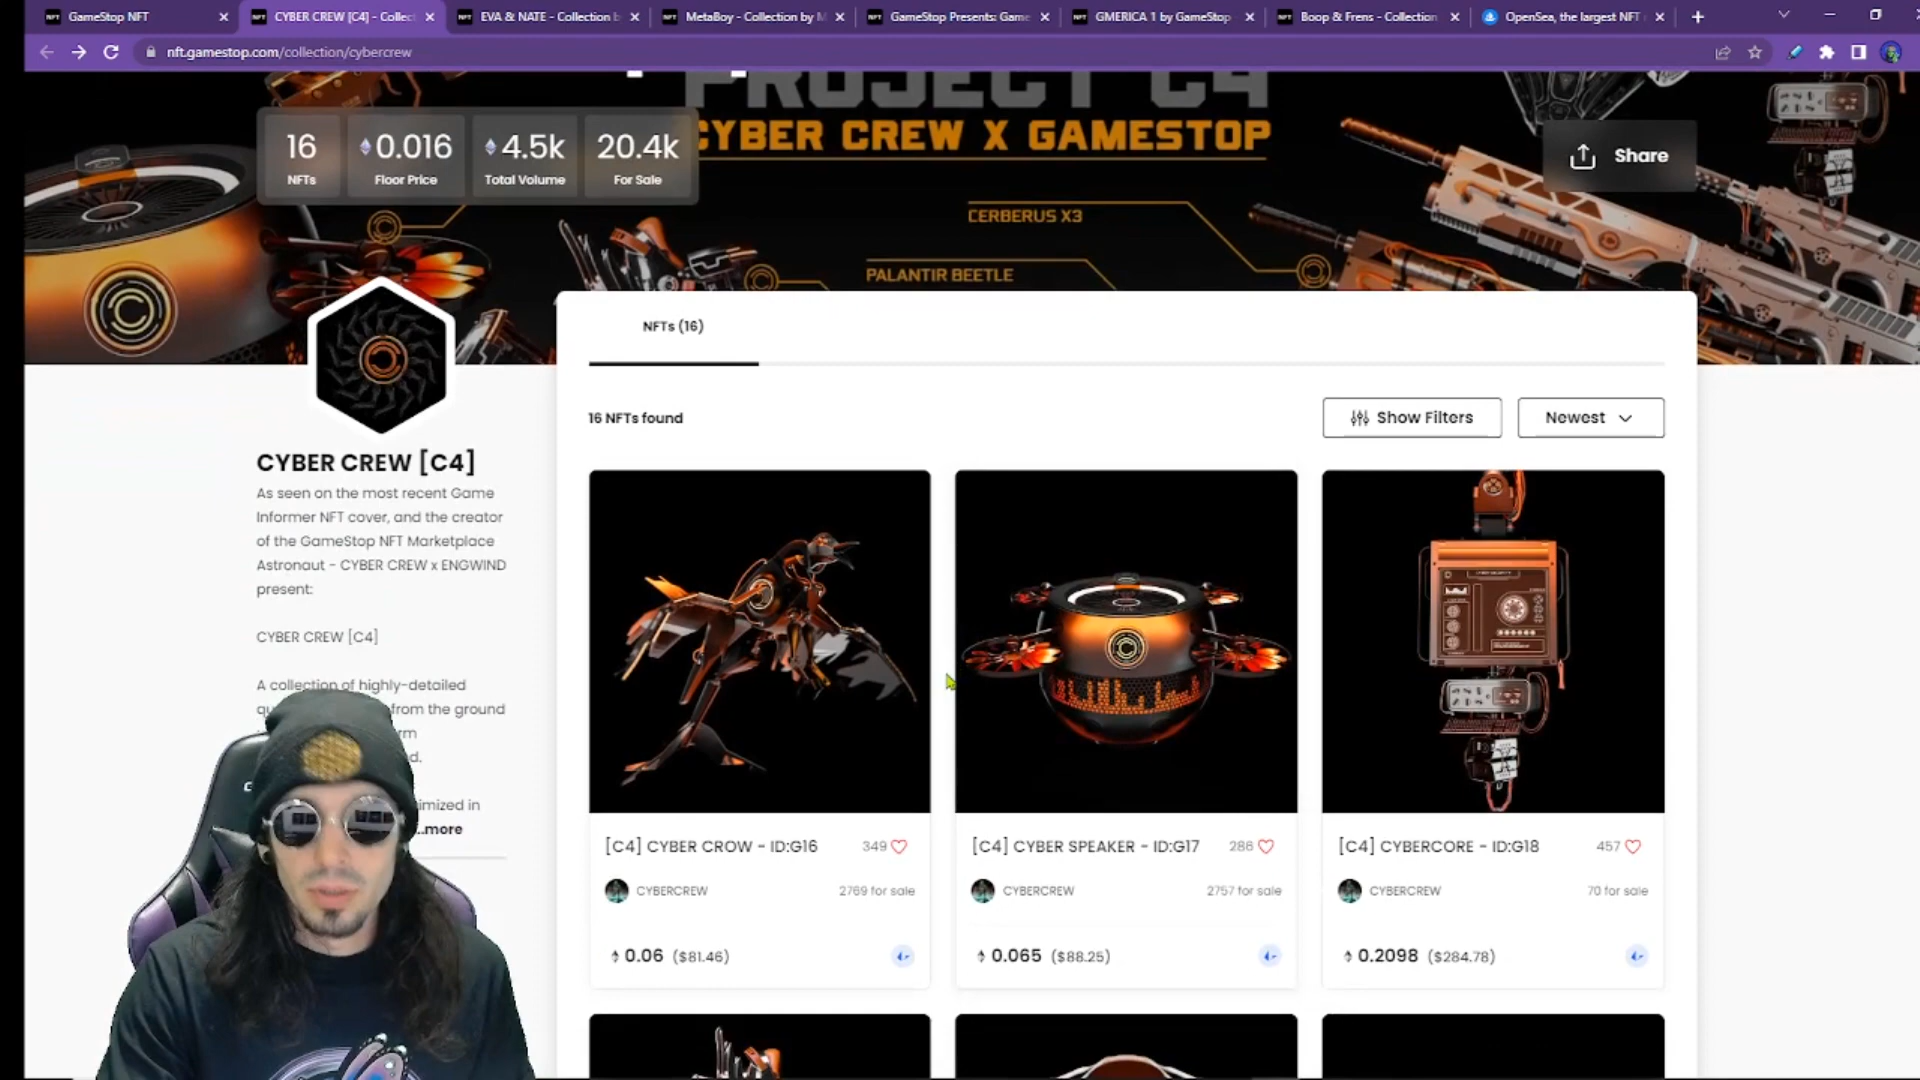 GameStop NFT
CYBER CREW [C4] - Collec
EVA & NATE - Collection b
MetaBoy - Collection by M
GameStop Presents: Game
GMERICA 1 by GameStop
Boop & Frens - Collection
OpenSea, the largest NFT
nft.gamestop.com/collection/cybercrew
PROJECT C4
CYBER CREW X GAMESTOP
16
NFTs
0.016
Floor Price
4.5k
Total Volume
20.4k
For Sale
Share
CERBERUS X3
PALANTIR BEETLE
NFTs (16)
16 NFTs found
Show Filters
Newest
CYBER CREW [C4]
As seen on the most recent Game
Informer NFT cover, and the creator
of the GameStop NFT Marketplace
Astronaut - CYBER CREW x ENGWIND
present:
CYBER CREW [C4]
A collection of highly-detailed
from the ground
...more
[C4] CYBER CROW - ID:G16
349
CYBERCREW
2769 for sale
0.06 ($81.46)
[C4] CYBER SPEAKER - ID:G17
286
CYBERCREW
2757 for sale
0.065 ($88.25)
[C4] CYBERCORE - ID:G18
457
CYBERCREW
70 for sale
0.2098 ($284.78)